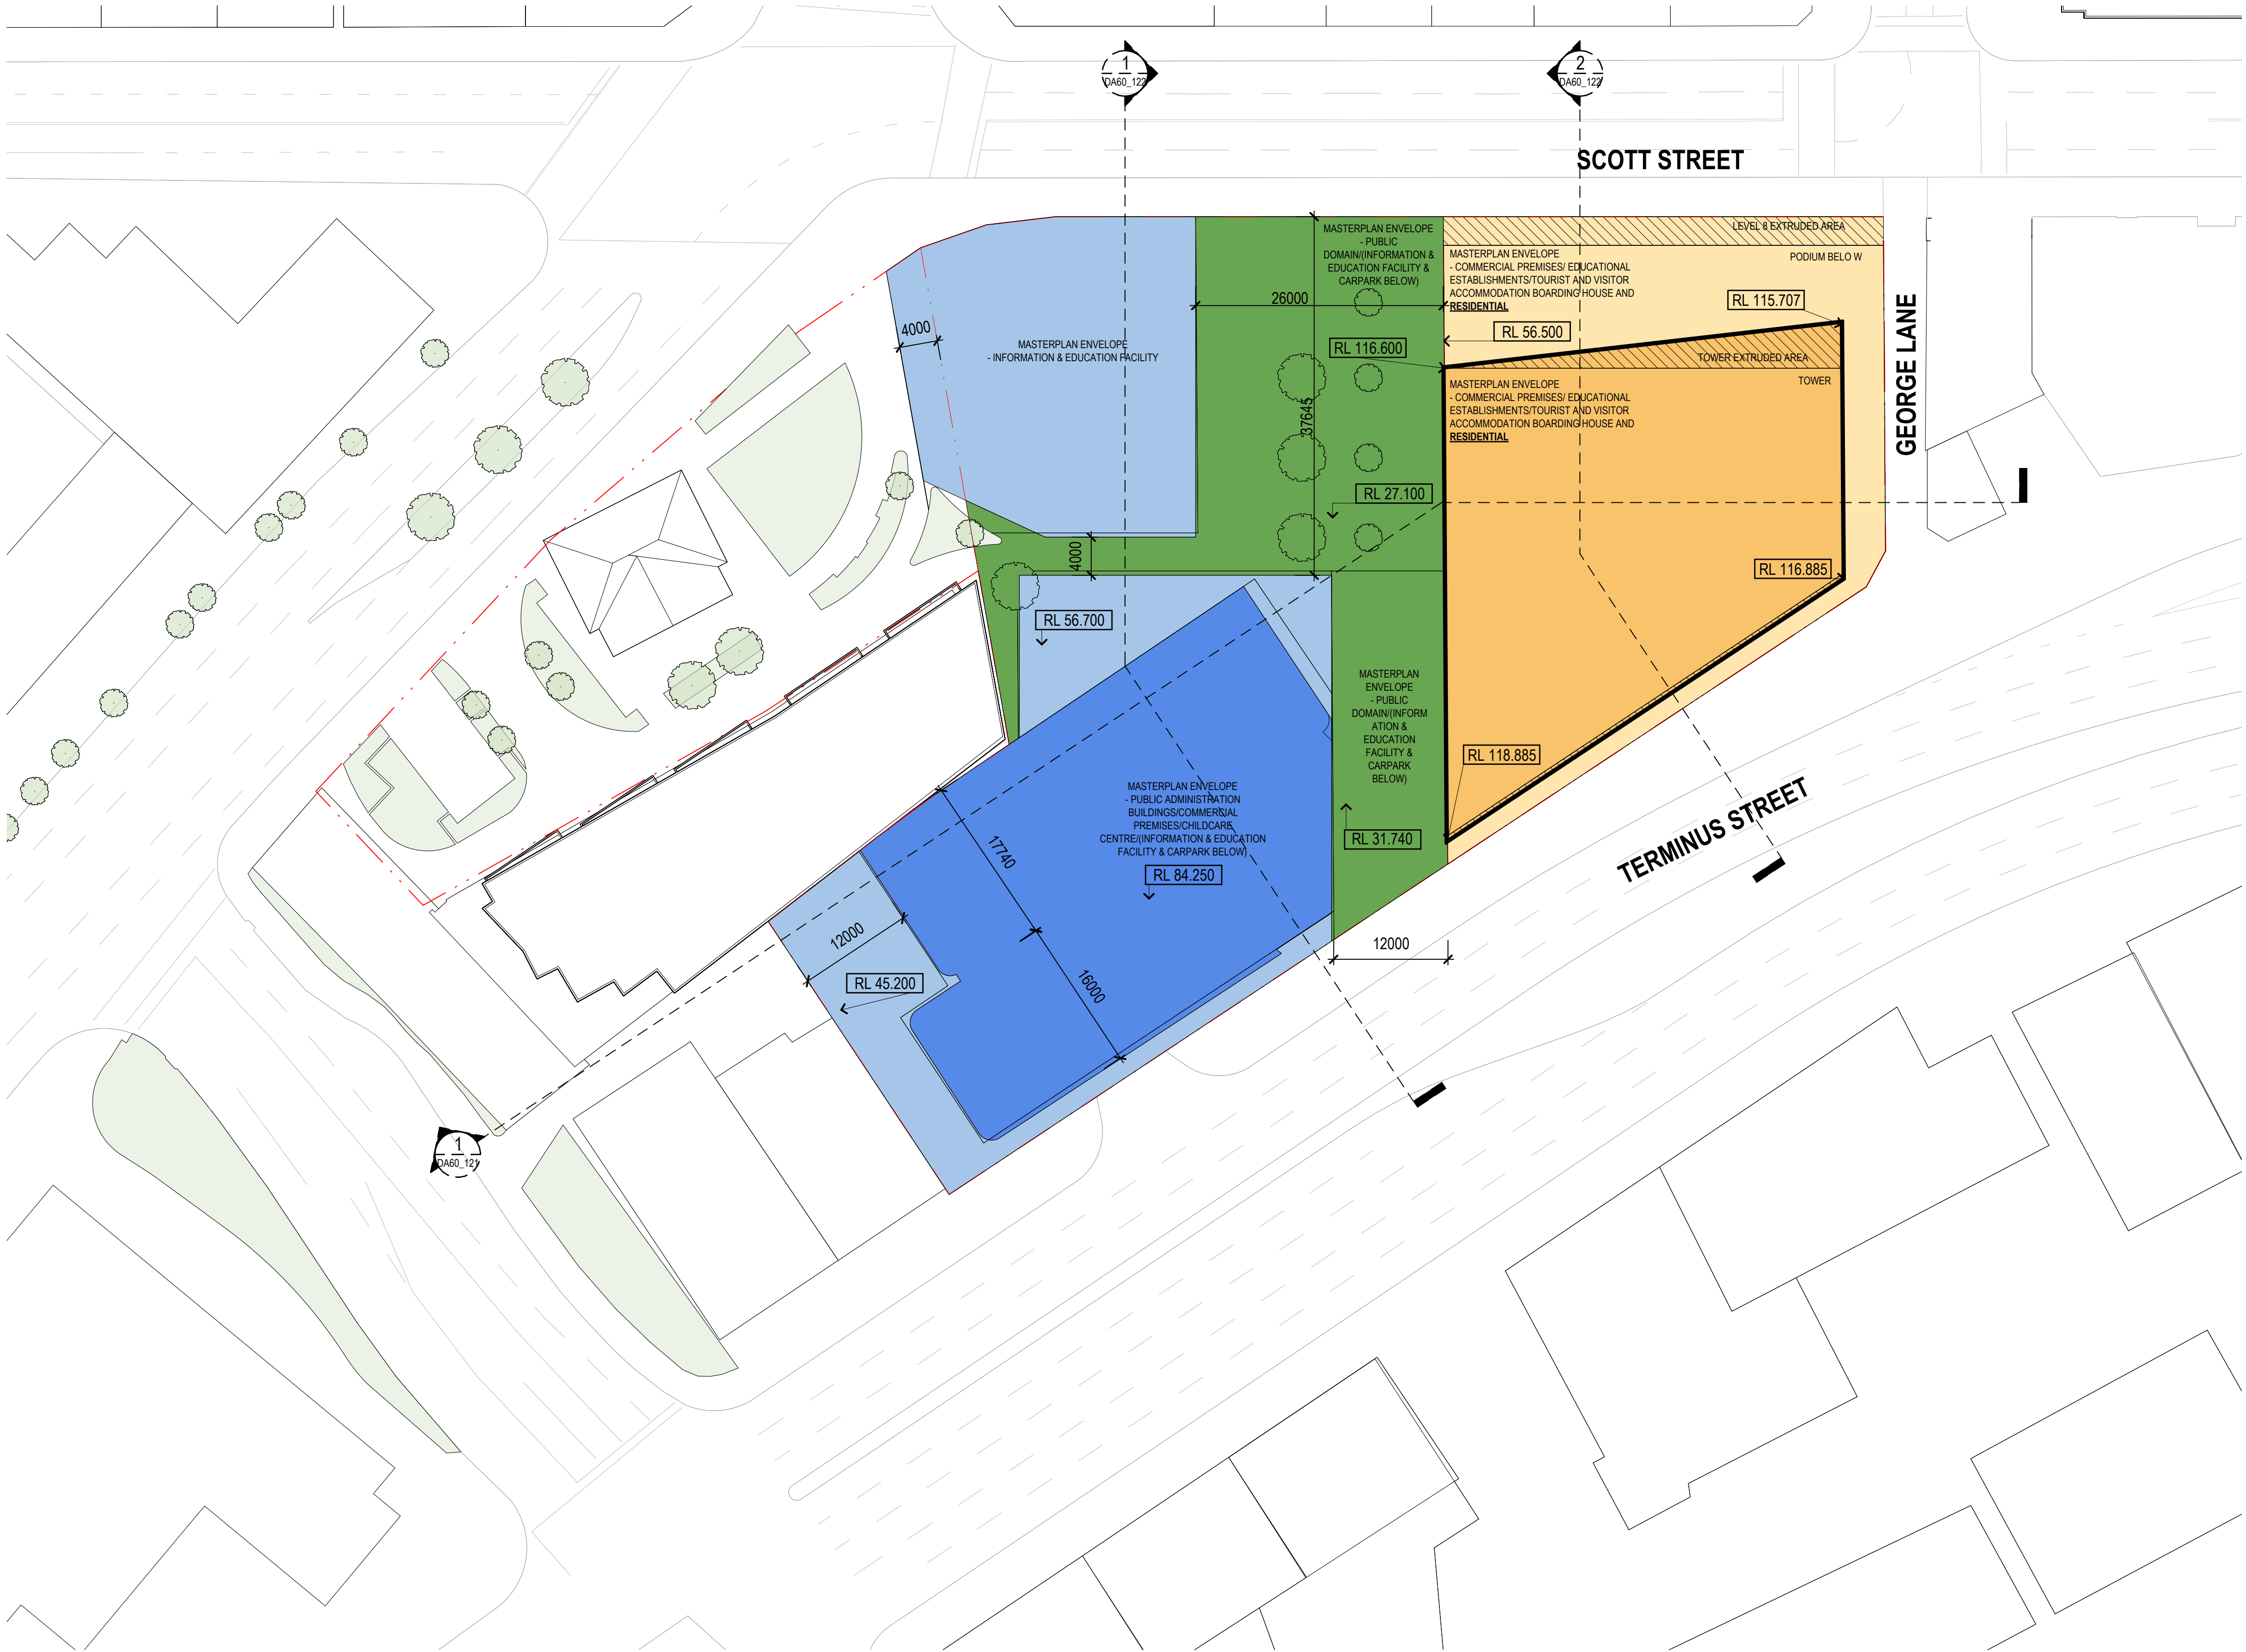 1
DA60_122
2
DA60_122
SCOTT STREET
MASTERPLAN ENVELOPE
- PUBLIC
DOMAIN/(INFORMATION &
EDUCATION FACILITY &
CARPARK BELOW)
LEVEL 8 EXTRUDED AREA
PODIUM BELO W
MASTERPLAN ENVELOPE
- COMMERCIAL PREMISES/ EDUCATIONAL
ESTABLISHMENTS/TOURIST AND VISITOR
ACCOMMODATION BOARDING HOUSE AND
RESIDENTIAL
26000
RL 115.707
RL 56.500
4000
MASTERPLAN ENVELOPE
- INFORMATION & EDUCATION FACILITY
RL 116.600
TOWER EXTRUDED AREA
TOWER
GEORGE LANE
MASTERPLAN ENVELOPE
- COMMERCIAL PREMISES/ EDUCATIONAL
ESTABLISHMENTS/TOURIST AND VISITOR
ACCOMMODATION BOARDING HOUSE AND
RESIDENTIAL
37645
RL 27.100
4000
RL 116.885
RL 56.700
MASTERPLAN
ENVELOPE
- PUBLIC
DOMAIN/(INFORM
ATION &
EDUCATION
FACILITY &
CARPARK
BELOW)
RL 118.885
TERMINUS STREET
MASTERPLAN ENVELOPE
- PUBLIC ADMINISTRATION
BUILDINGS/COMMERCIAL
PREMISES/CHILDCARE
CENTRE/(INFORMATION & EDUCATION
FACILITY & CARPARK BELOW)
RL 31.740
17740
RL 84.250
12000
12000
RL 45.200
16000
1
DA60_121